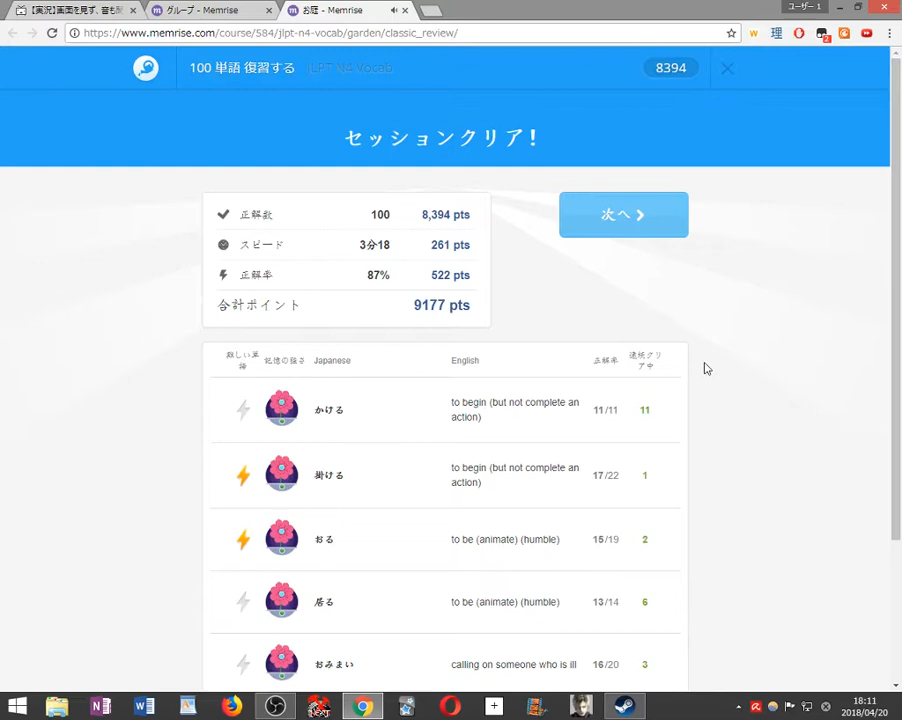 【実況】画面を見ず、音も
グループ - Memrise
お庭 - Memrise
ユーザー 1
https://www.memrise.com/course/584/jlpt-n4-vocab/garden/classic_review/
100 単語 復習する JLPT N4 Vocab
8394
セッションクリア!
正解数 100 8,394 pts
次へ
スピード 3分18 261 pts
正解率 87% 522 pts
合計ポイント 9177 pts
難しい単語 記憶の強さ Japanese English 正解率 連続クリア中
かける to begin (but not complete an action) 11/11 11
掛ける to begin (but not complete an action) 17/22 1
おる to be (animate) (humble) 15/19 2
居る to be (animate) (humble) 13/14 6
おみまい calling on someone who is ill 16/20 3
18:11
2018/04/20